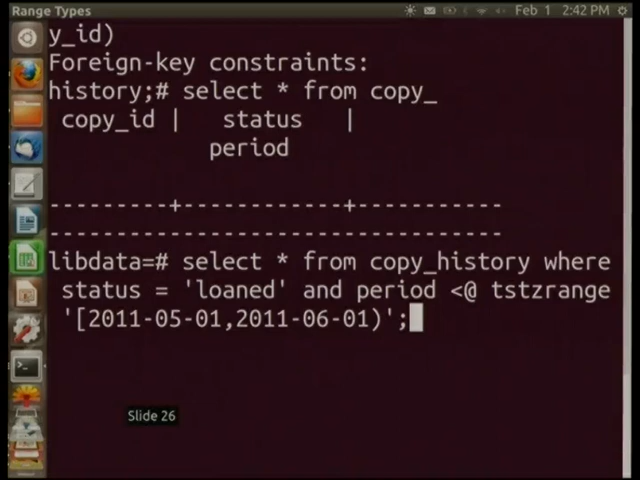 Range Types
Feb 1 2:42 PM
y_id)
Foreign-key constraints:
history;# select * from copy_
copy_id | status |
period
---------+------------+-----------
----------------------------------
libdata=# select * from copy_history where
status = 'loaned' and period <@ tstzrange
'[2011-05-01,2011-06-01)';
Slide 26